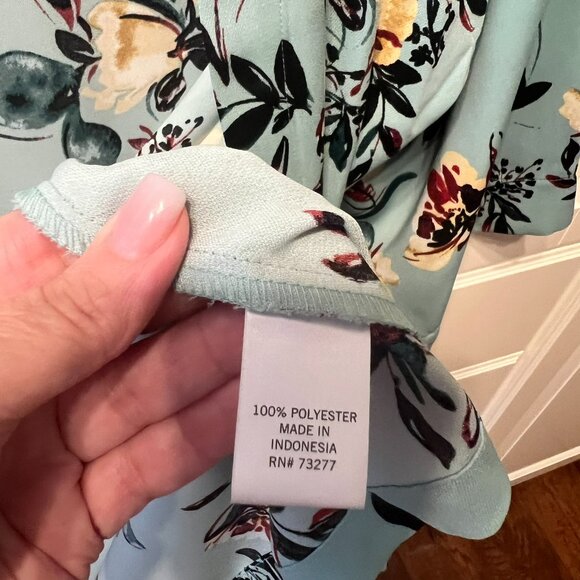 100% POLYESTER
MADE IN
INDONESIA
RN# 73277